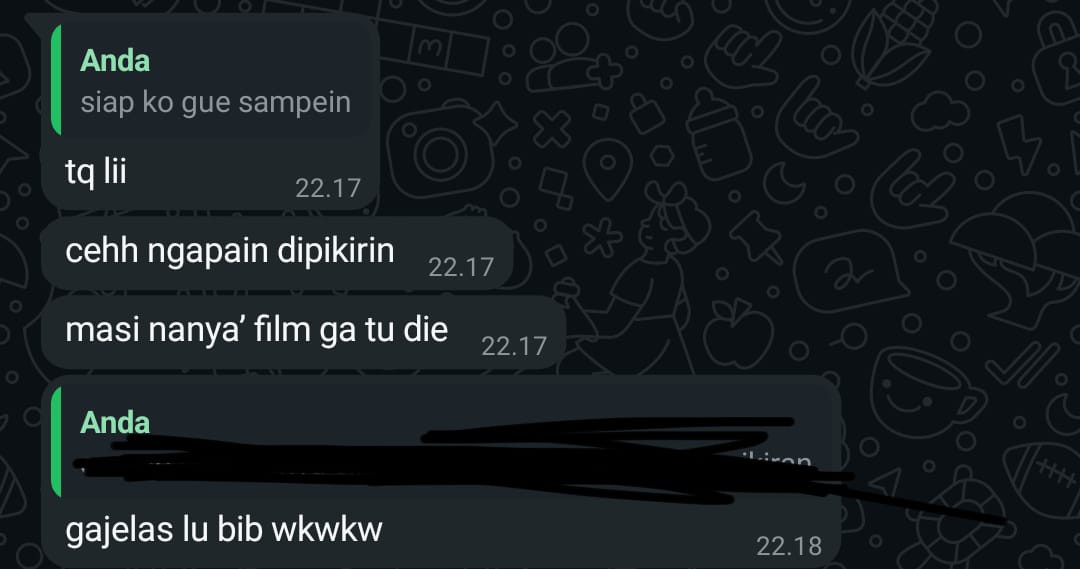 Anda
siap ko gue sampein
tq lii
22.17
cehh ngapain dipikirin
22.17
masi nanya' film ga tu die
22.17
Anda
gajelas lu bib wkwkw
22.18